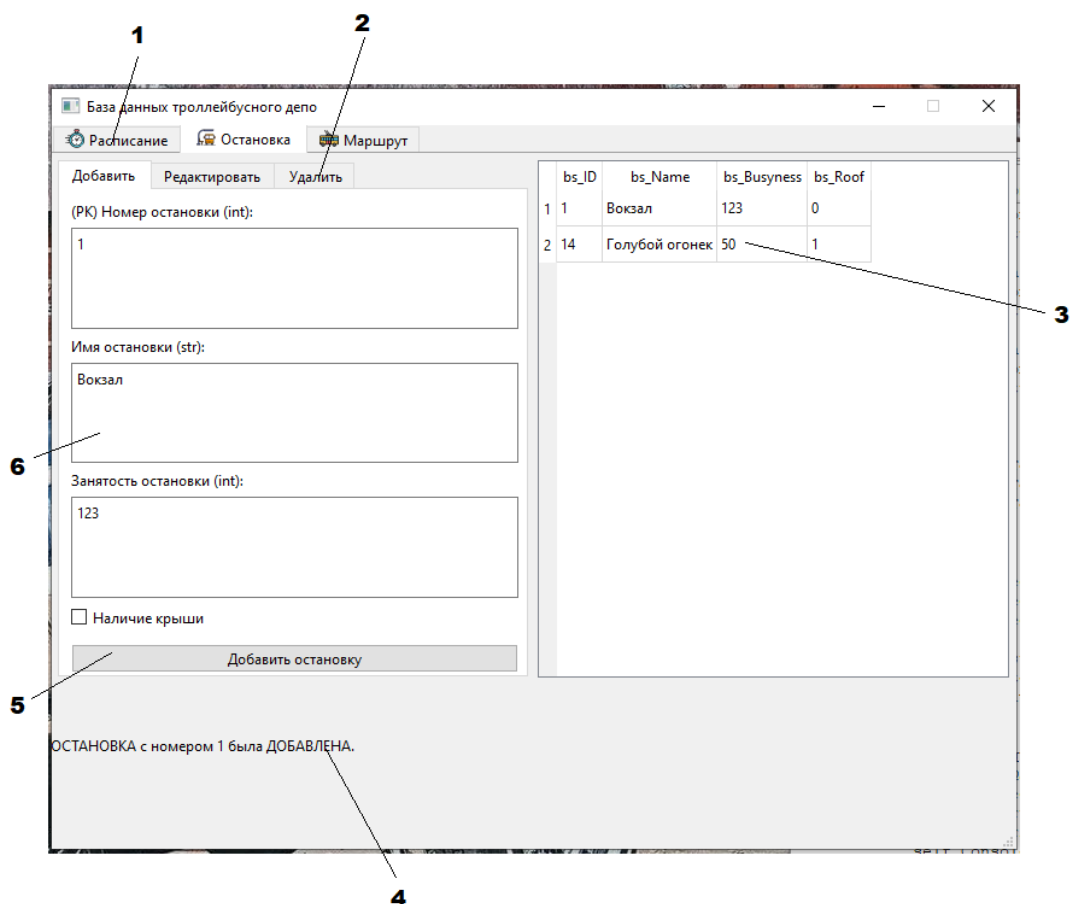 1
2
База данных троллейбусного депо
Расписание Остановка Маршрут
Добавить Редактировать Удалить
(PK) Номер остановки (int):
1
Имя остановки (str):
Вокзал
Занятость остановки (int):
123
Наличие крыши
Добавить остановку
bs_ID bs_Name bs_Busyness bs_Roof
1 1 Вокзал 123 0
2 14 Голубой огонек 50 1
3
6
5
ОСТАНОВКА с номером 1 была ДОБАВЛЕНА.
4